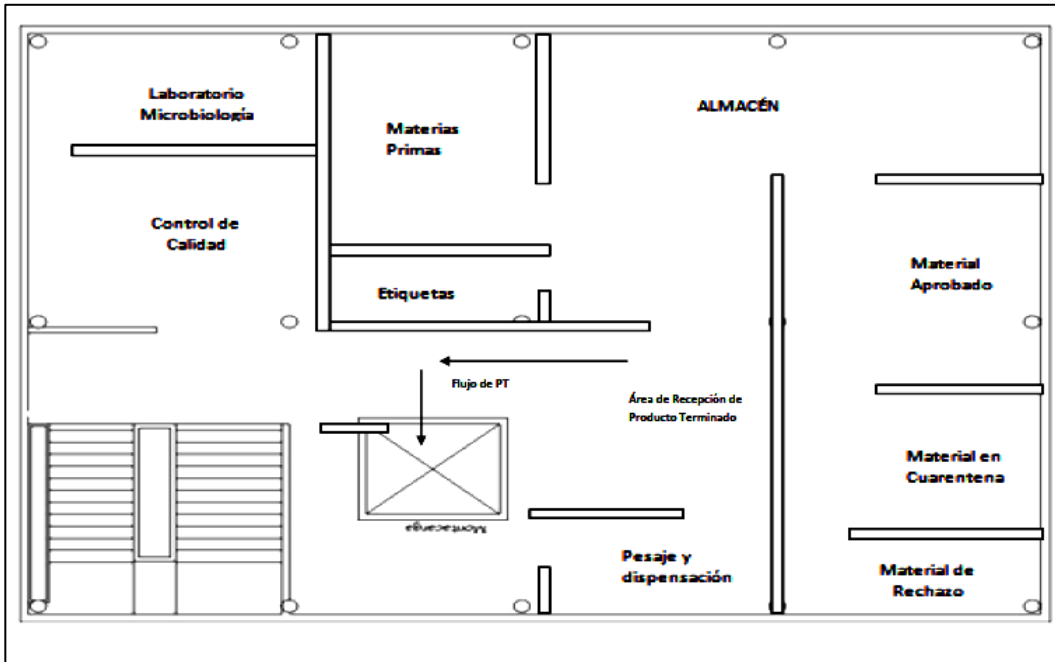 Laboratorio
Microbiología
Materias
Primas
ALMACÉN
Control de
Calidad
Etiquetas
Material
Aprobado
Flujo de PT
Área de Recepción de
Producto Terminado
Material en
Cuarentena
Montacarga
Pesaje y
dispensación
Material de
Rechazo